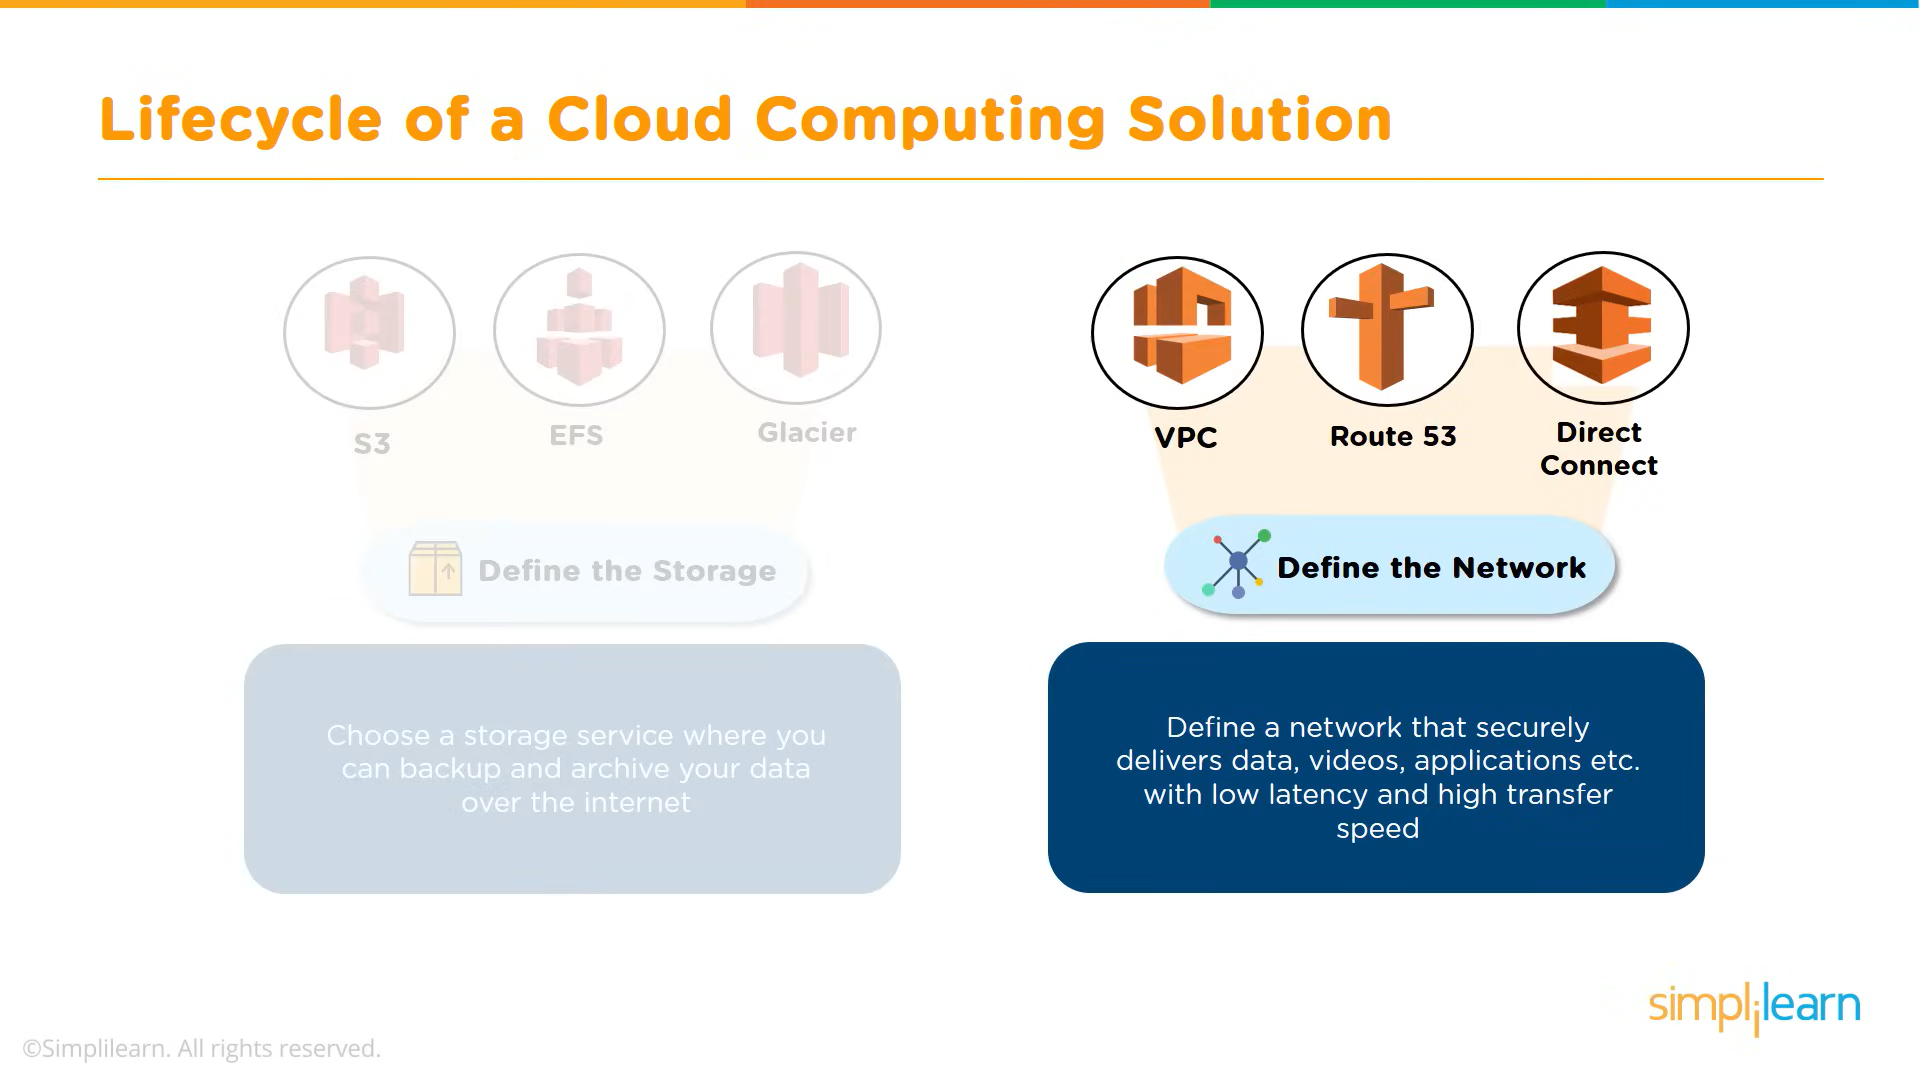 Lifecycle of a Cloud Computing Solution
S3
EFS
Glacier
Define the Storage
Choose a storage service where you
can backup and archive your data
over the internet
VPC
Route 53
Direct
Connect
Define the Network
Define a network that securely
delivers data, videos, applications etc.
with low latency and high transfer
speed
simplilearn
©Simplilearn. All rights reserved.